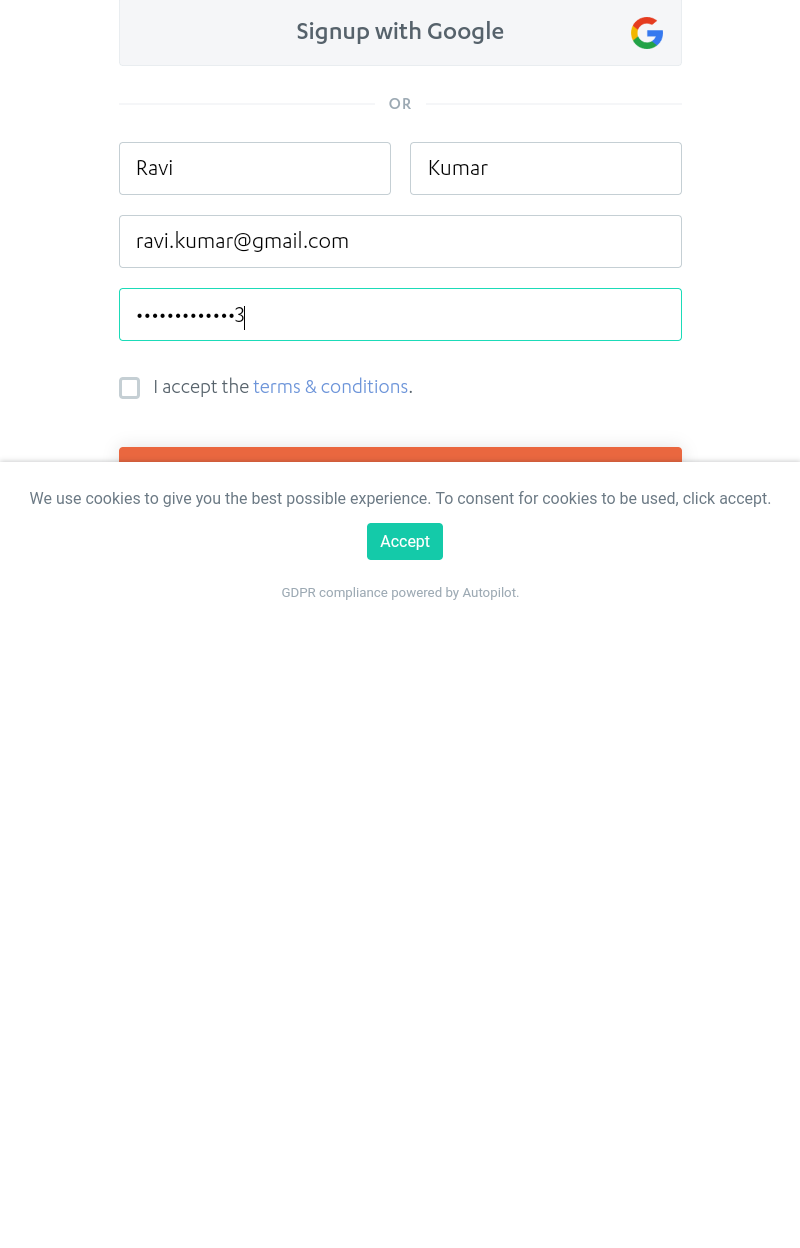 Signup with Google
OR
Ravi
Kumar
ravi.kumar@gmail.com
•••••••••••••3
I accept the terms & conditions.
We use cookies to give you the best possible experience. To consent for cookies to be used, click accept.
Accept
GDPR compliance powered by Autopilot.